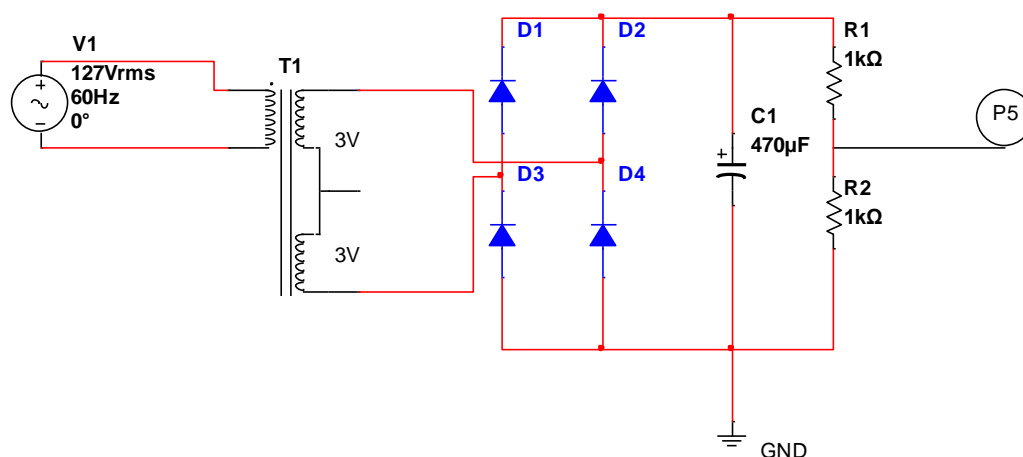 V1
127Vrms
60Hz
0°
T1
3V
3V
D1
D2
D3
D4
C1
470µF
R1
1kΩ
R2
1kΩ
P5
GND